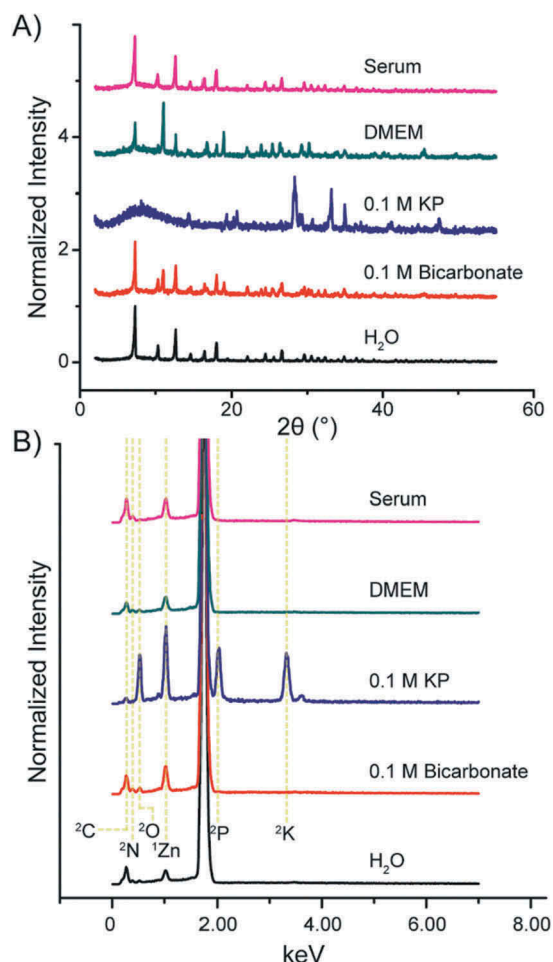 A)
Serum
DMEM
0.1 M KP
0.1 M Bicarbonate
H₂O
Normalized Intensity
4
2
0
0 20 40 60
2θ (°)
B)
Serum
DMEM
0.1 M KP
0.1 M Bicarbonate
H₂O
Normalized Intensity
²C ²O ²P ²K
²N ¹Zn
0 2.00 4.00 6.00 8.00
keV